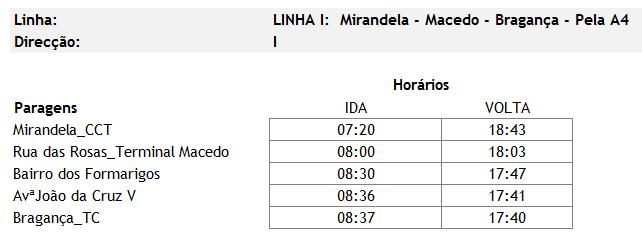 Linha: LINHA I: Mirandela - Macedo - Bragança - Pela A4
Direcção: I
Horários
Paragens IDA VOLTA
Mirandela_CCT 07:20 18:43
Rua das Rosas_Terminal Macedo 08:00 18:03
Bairro dos Formarigos 08:30 17:47
AvªJoão da Cruz V 08:36 17:41
Bragança_TC 08:37 17:40